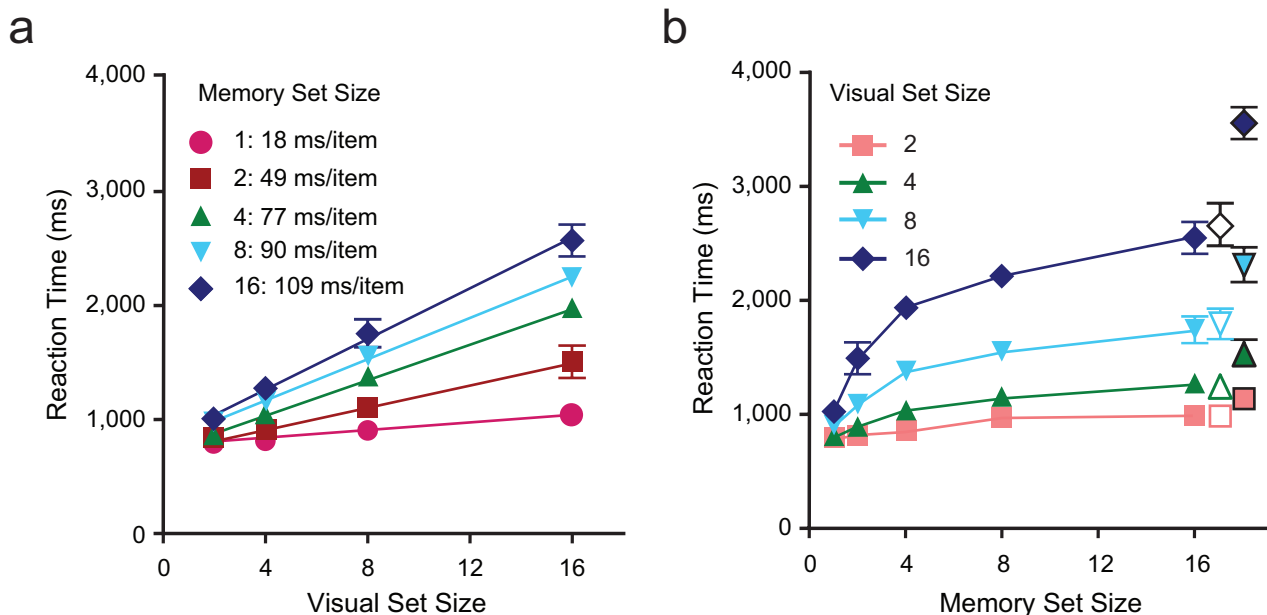 a
4,000
3,000
2,000
1,000
0
Reaction Time (ms)
Memory Set Size
1: 18 ms/item
2: 49 ms/item
4: 77 ms/item
8: 90 ms/item
16: 109 ms/item
0 4 8 12 16
Visual Set Size
b
4,000
3,000
2,000
1,000
0
Reaction Time (ms)
Visual Set Size
2
4
8
16
0 4 8 12 16
Memory Set Size